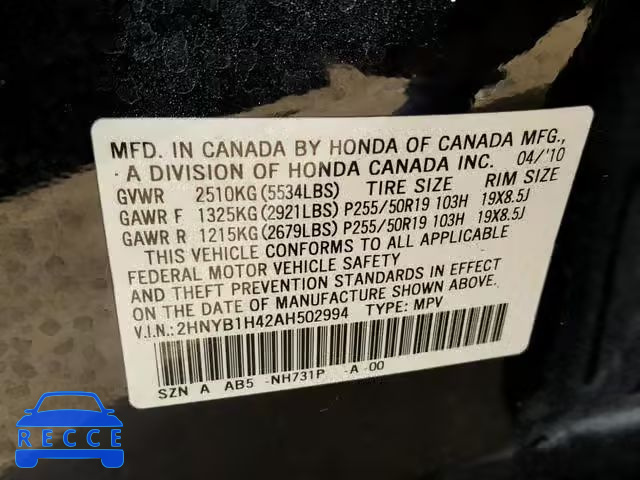 MFD. IN CANADA BY HONDA OF CANADA MFG.,
A DIVISION OF HONDA CANADA INC. 04/'10
GVWR 2510KG (5534LBS) TIRE SIZE RIM SIZE
GAWR F 1325KG (2921LBS) P255/50R19 103H 19X8.5J
GAWR R 1215KG (2679LBS) P255/50R19 103H 19X8.5J
THIS VEHICLE CONFORMS TO ALL APPLICABLE
FEDERAL MOTOR VEHICLE SAFETY
AND THEFT PREVENTION STANDARDS IN EFFECT
ON THE DATE OF MANUFACTURE SHOWN ABOVE.
V.I.N.: 2HNYB1H42AH502994 TYPE: MPV
SZN A AB5 -NH731P -A -00
RECCE